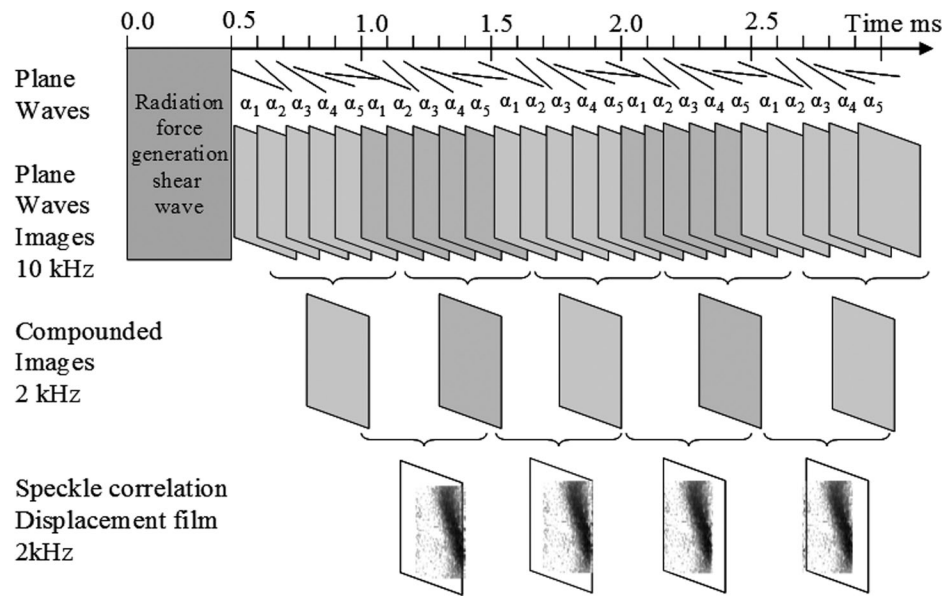 0.0 0.5 1.0 1.5 2.0 2.5 Time ms
Plane
Waves
α1 α2 α3 α4 α5 α1 α2 α3 α4 α5 α1 α2 α3 α4 α5 α1 α2 α3 α4 α5 α1 α2 α3 α4 α5
Radiation
force
generation
shear
wave
Plane
Waves
Images
10 kHz
Compounded
Images
2 kHz
Speckle correlation
Displacement film
2kHz